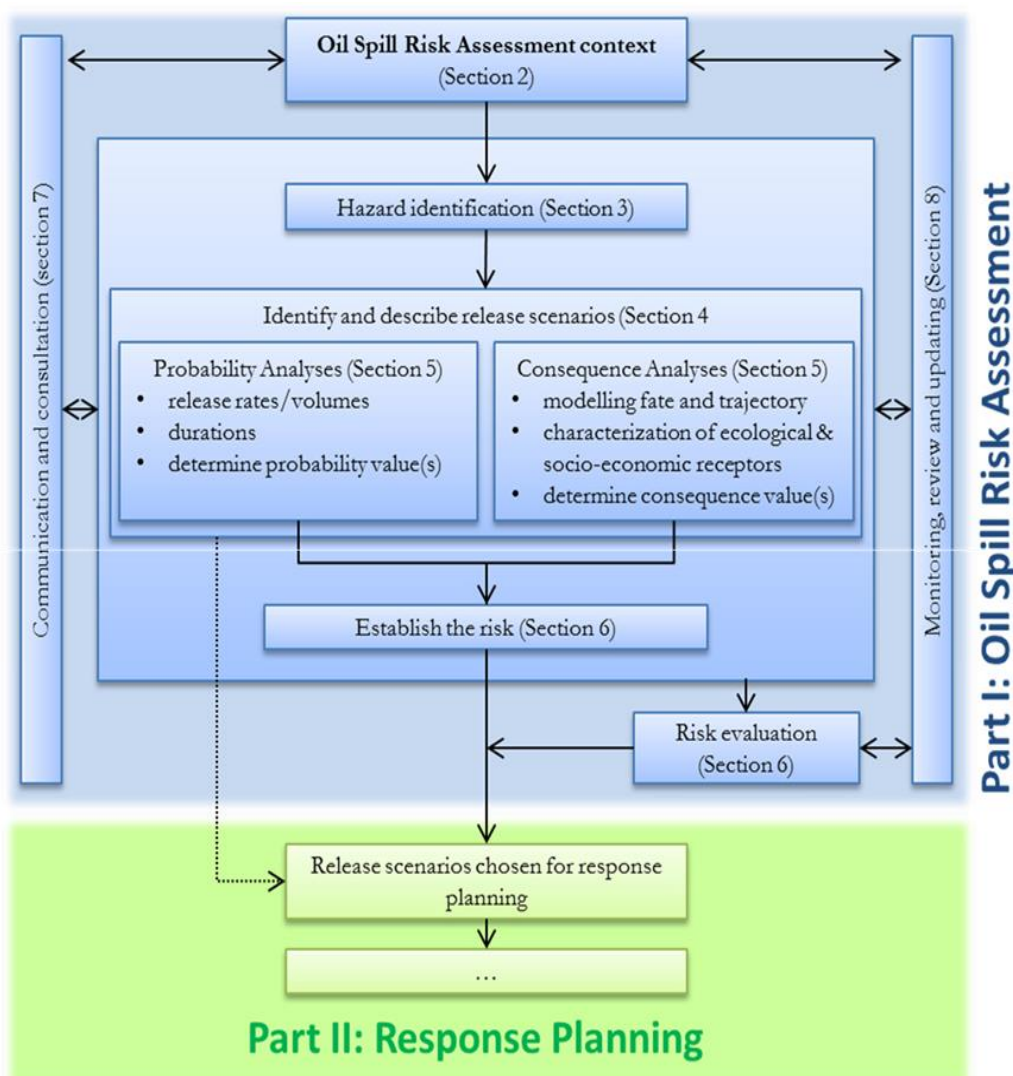 Oil Spill Risk Assessment context
(Section 2)
Communication and consultation (section 7)
Monitoring, review and updating (Section 8)
Part I: Oil Spill Risk Assessment
Hazard identification (Section 3)
Identify and describe release scenarios (Section 4
Probability Analyses (Section 5)
• release rates/volumes
• durations
• determine probability value(s)
Consequence Analyses (Section 5)
• modelling fate and trajectory
• characterization of ecological &
socio-economic receptors
• determine consequence value(s)
Establish the risk (Section 6)
Risk evaluation
(Section 6)
Release scenarios chosen for response
planning
...
Part II: Response Planning